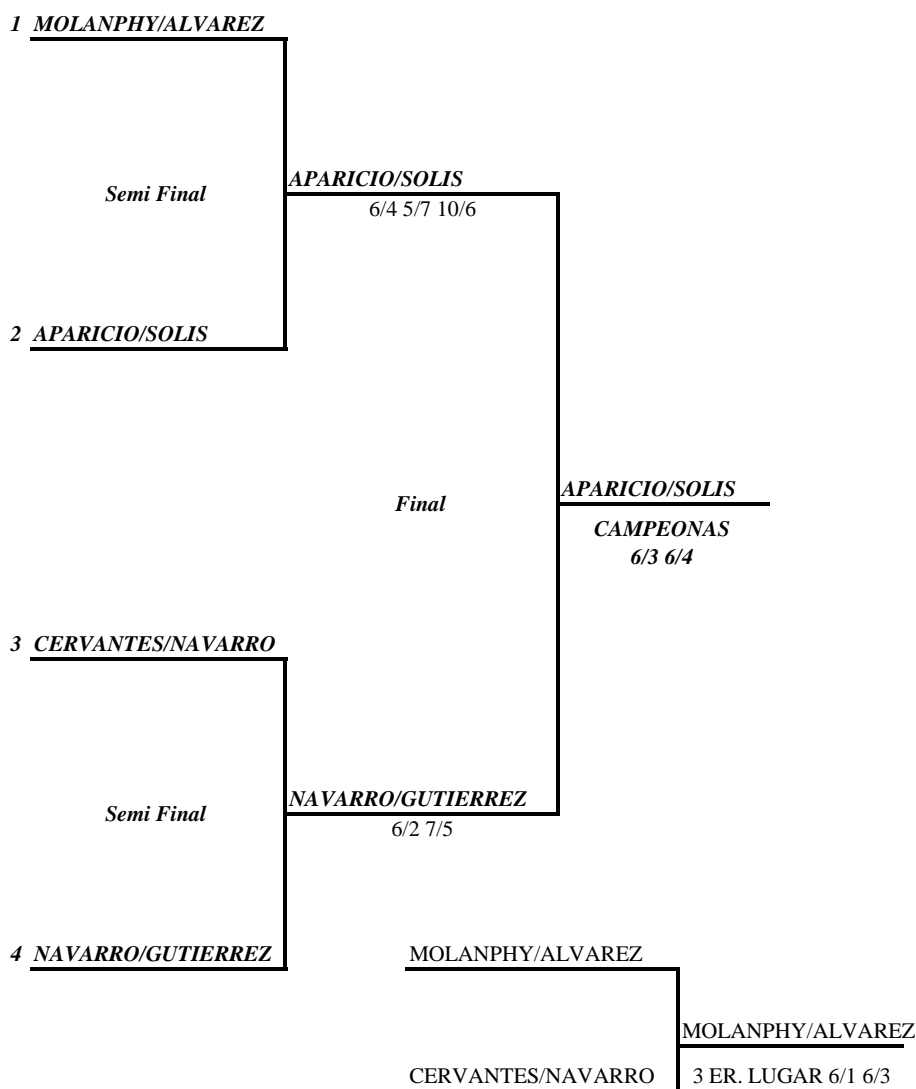 1 MOLANPHY/ALVAREZ
Semi Final
APARICIO/SOLIS
6/4 5/7 10/6
2 APARICIO/SOLIS
Final
APARICIO/SOLIS
CAMPEONAS
6/3 6/4
3 CERVANTES/NAVARRO
Semi Final
NAVARRO/GUTIERREZ
6/2 7/5
4 NAVARRO/GUTIERREZ
MOLANPHY/ALVAREZ
MOLANPHY/ALVAREZ
CERVANTES/NAVARRO
3 ER. LUGAR 6/1 6/3